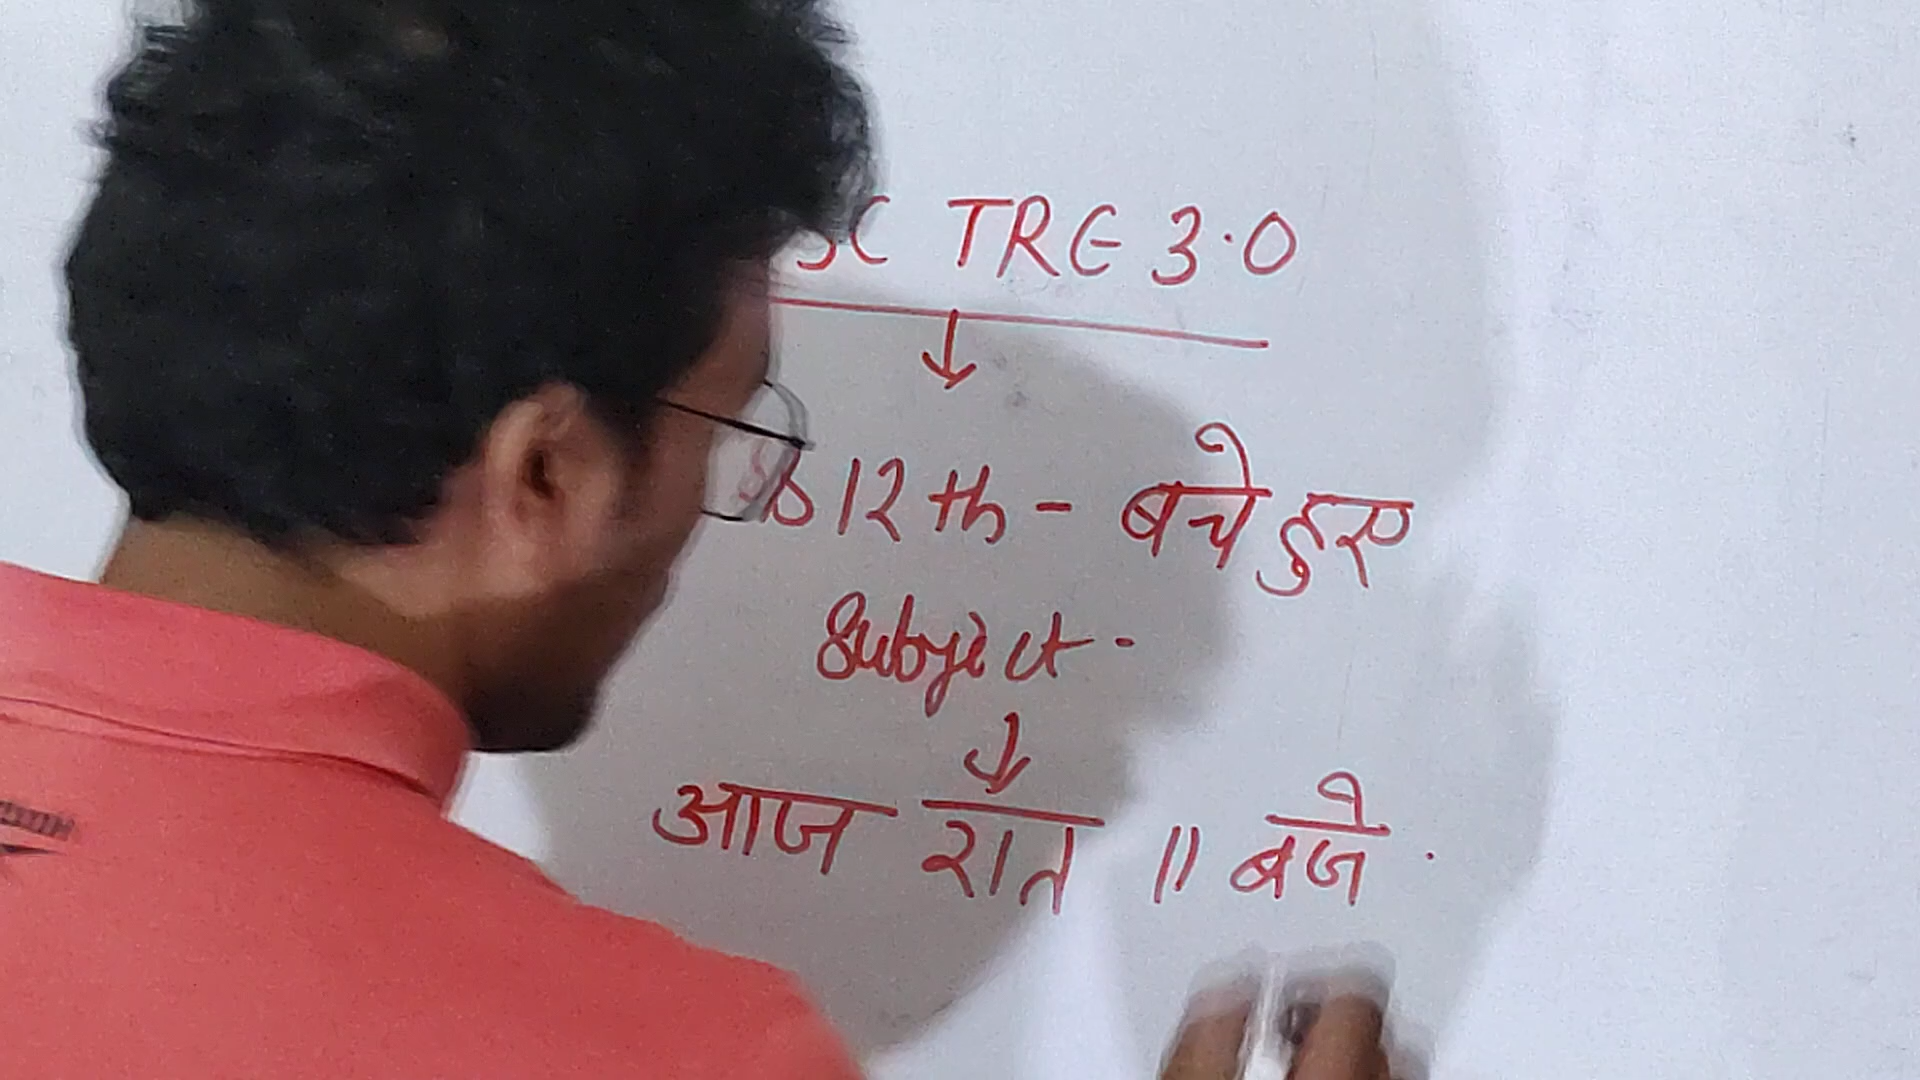 TRE 3.0
12th - बचे हुए
Subject -
आज रात 11 बजे.